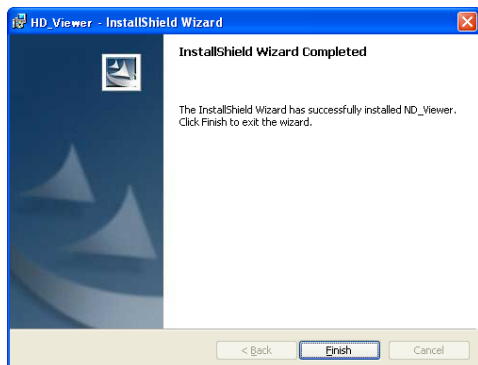 HD_Viewer - InstallShield Wizard
InstallShield Wizard Completed
The InstallShield Wizard has successfully installed ND_Viewer.
Click Finish to exit the wizard.
< Back
Finish
Cancel